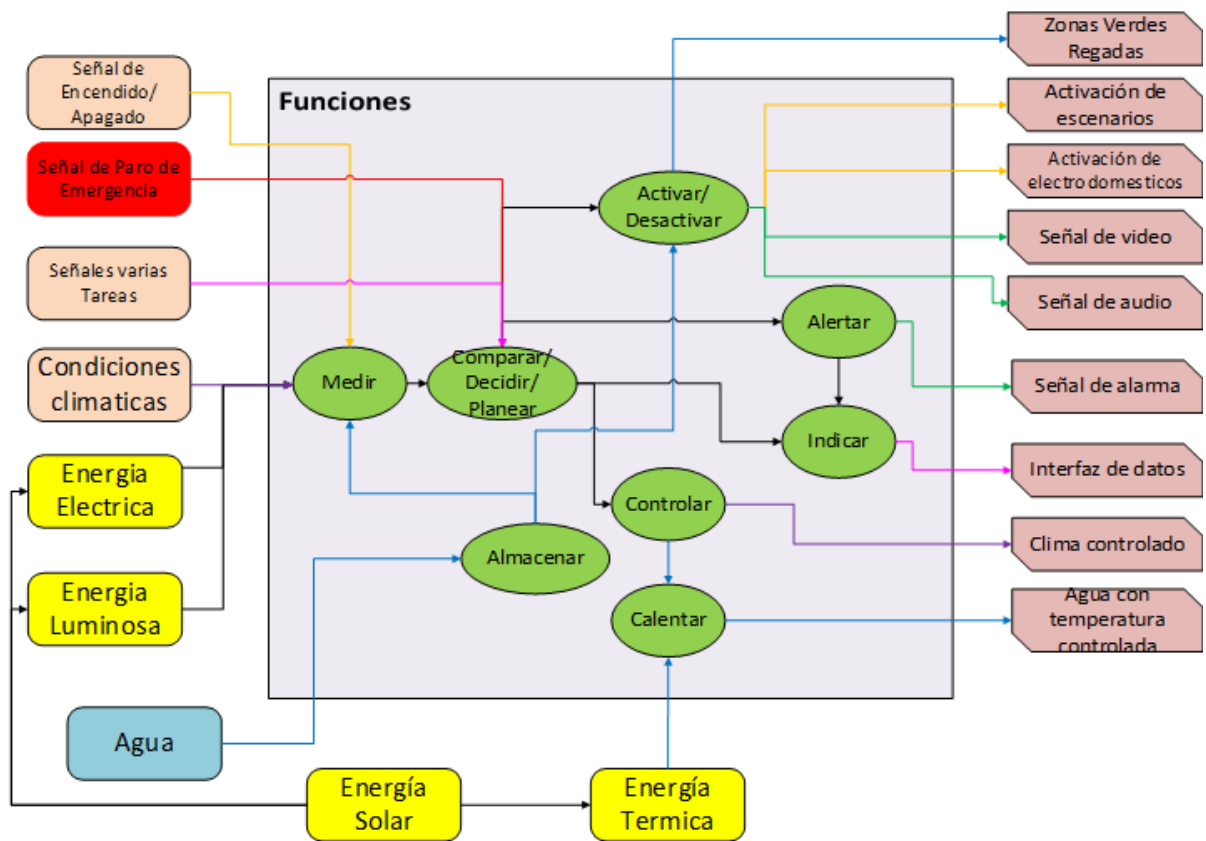 Señal de
Encendido/
Apagado
Señal de Paro de
Emergencia
Señales varias
Tareas
Condiciones
climaticas
Energia
Electrica
Energia
Luminosa
Agua
Energía
Solar
Energía
Termica
Funciones
Activar/
Desactivar
Alertar
Medir
Comparar/
Decidir/
Planear
Indicar
Controlar
Almacenar
Calentar
Zonas Verdes
Regadas
Activación de
escenarios
Activación de
electro domesticos
Señal de video
Señal de audio
Señal de alarma
Interfaz de datos
Clima controlado
Agua con
temperatura
controlada